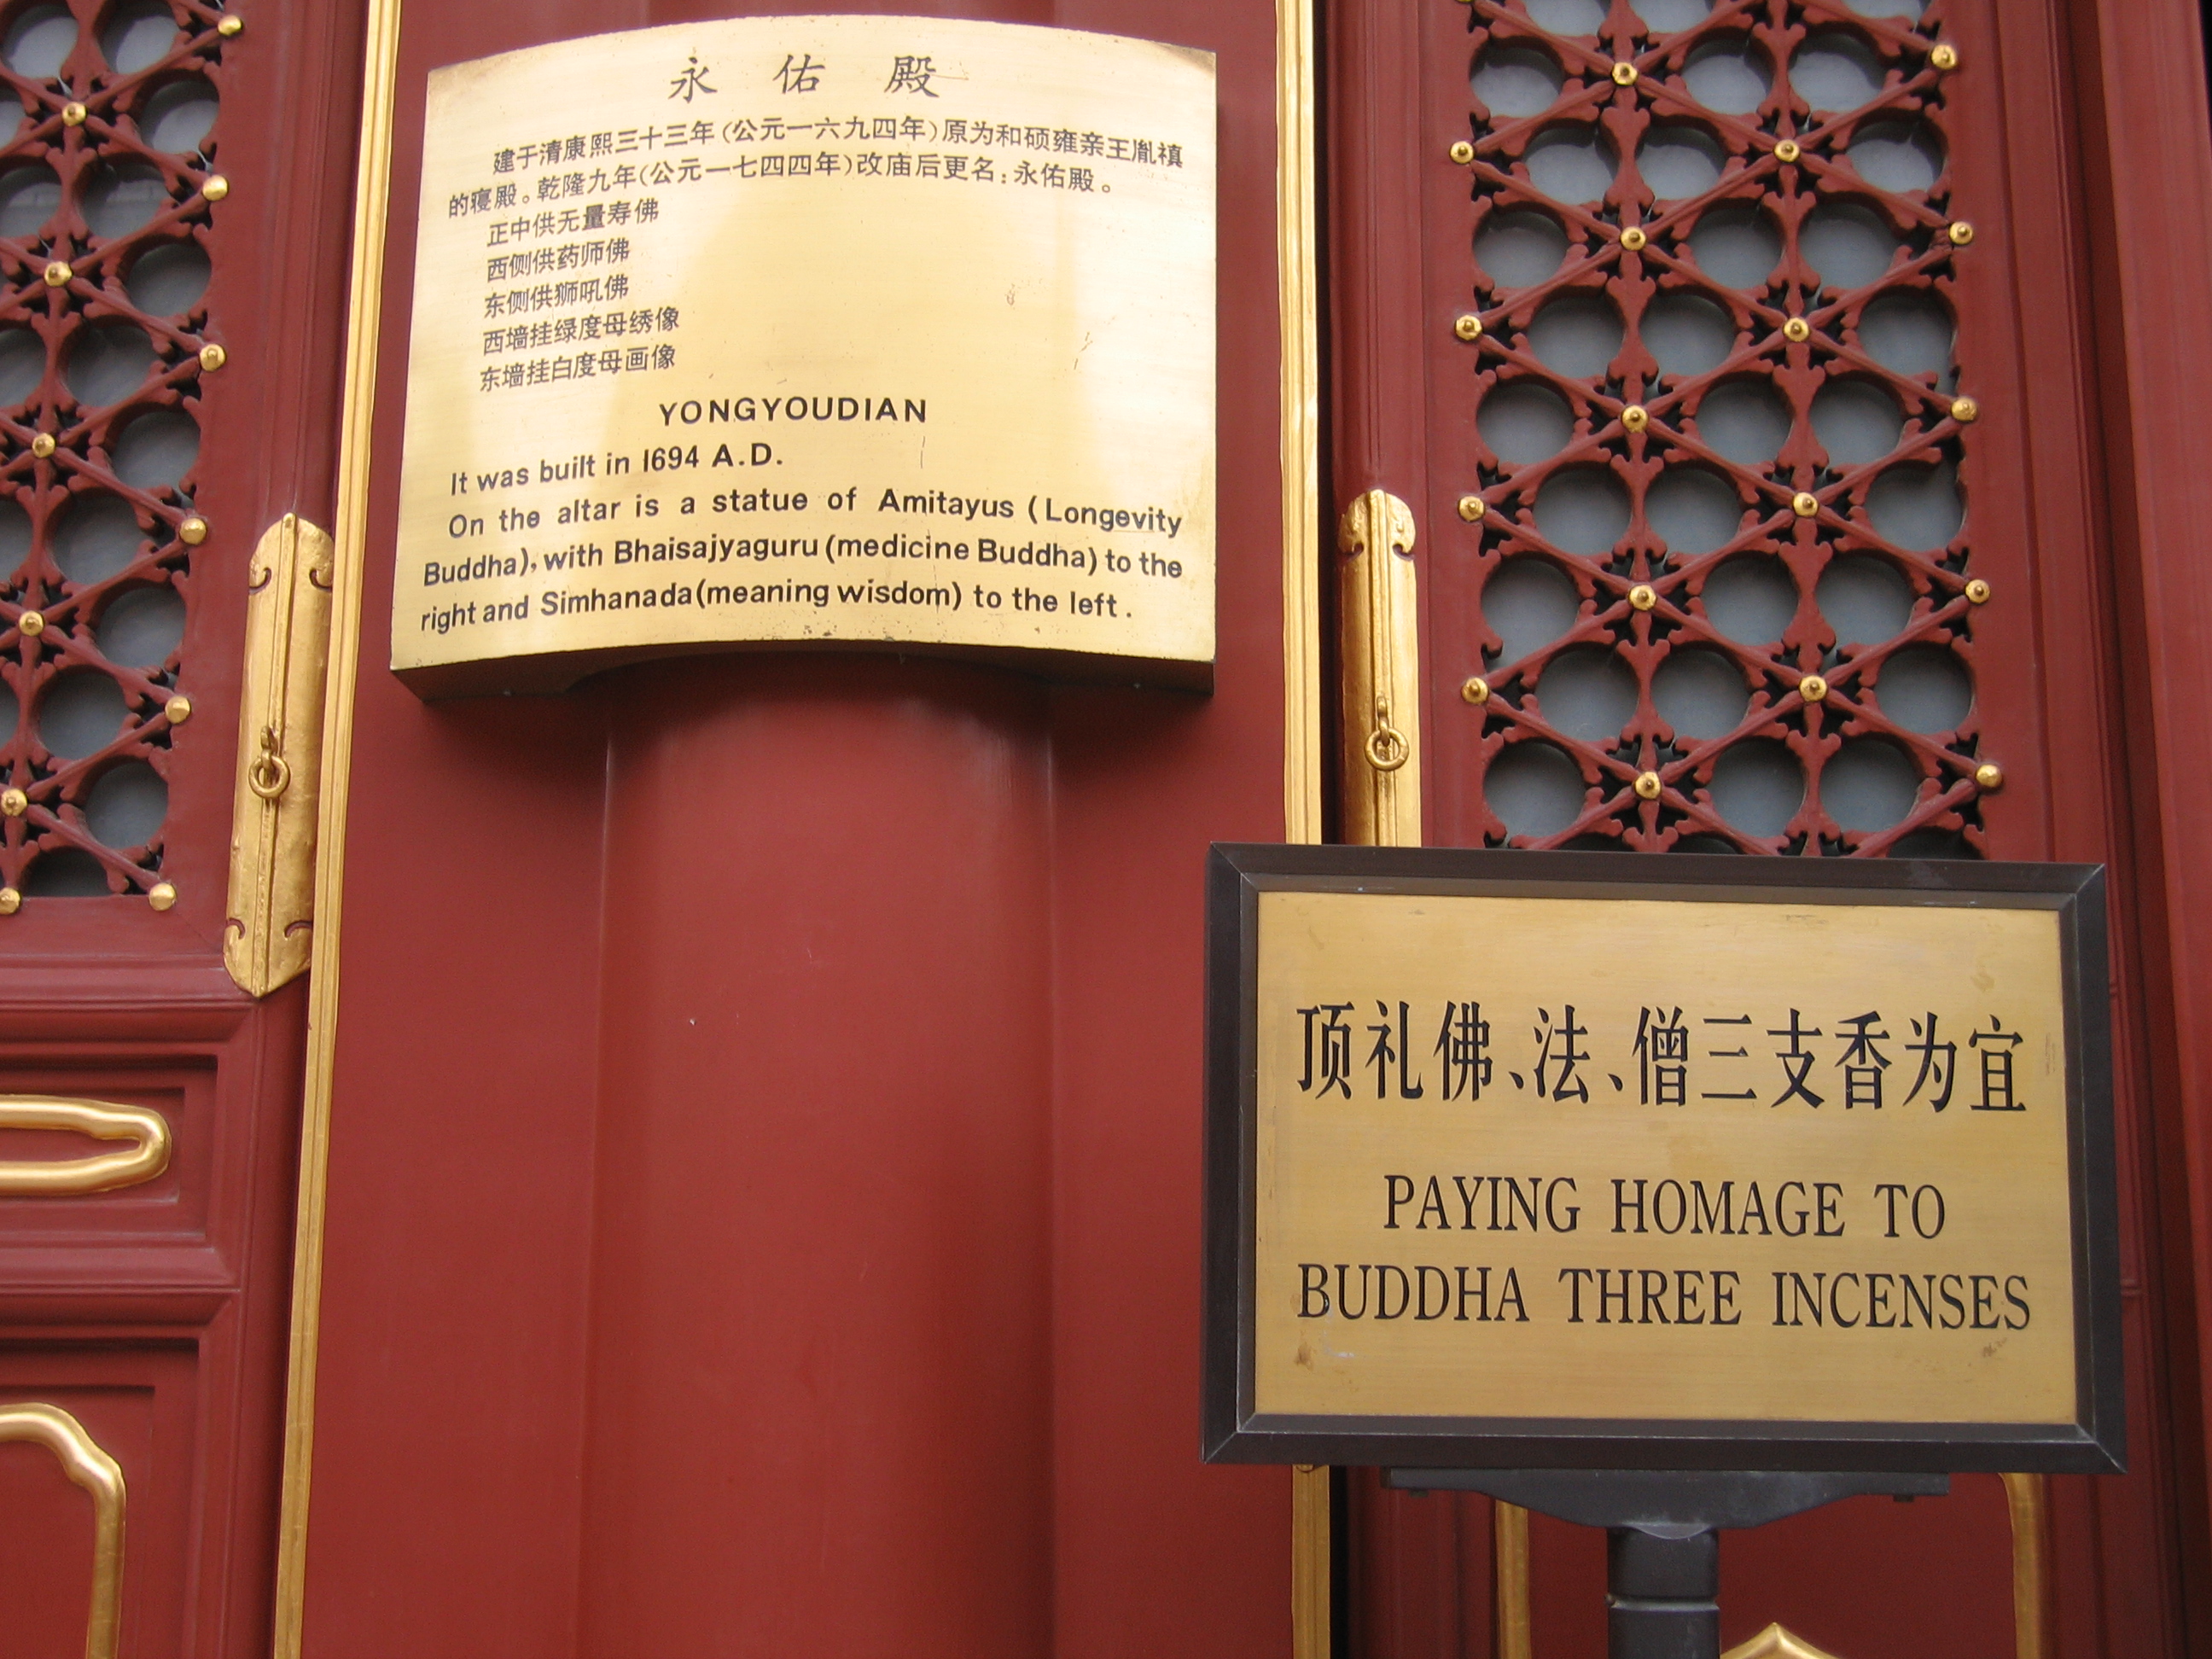 永佑殿
建于清康熙三十三年(公元一六九四年)原为和硕雍亲王胤禛
的寝殿。乾隆九年(公元一七四四年)改庙后更名:永佑殿。
正中供无量寿佛
西侧供药师佛
东侧供狮吼佛
西墙挂绿度母绣像
东墙挂白度母画像
YONGYOUDIAN
It was built in 1694 A.D.
On the altar is a statue of Amitayus (Longevity
Buddha), with Bhaisajyaguru (medicine Buddha) to the
right and Simhanada (meaning wisdom) to the left.
顶礼佛、法、僧三支香为宜
PAYING HOMAGE TO
BUDDHA THREE INCENSES